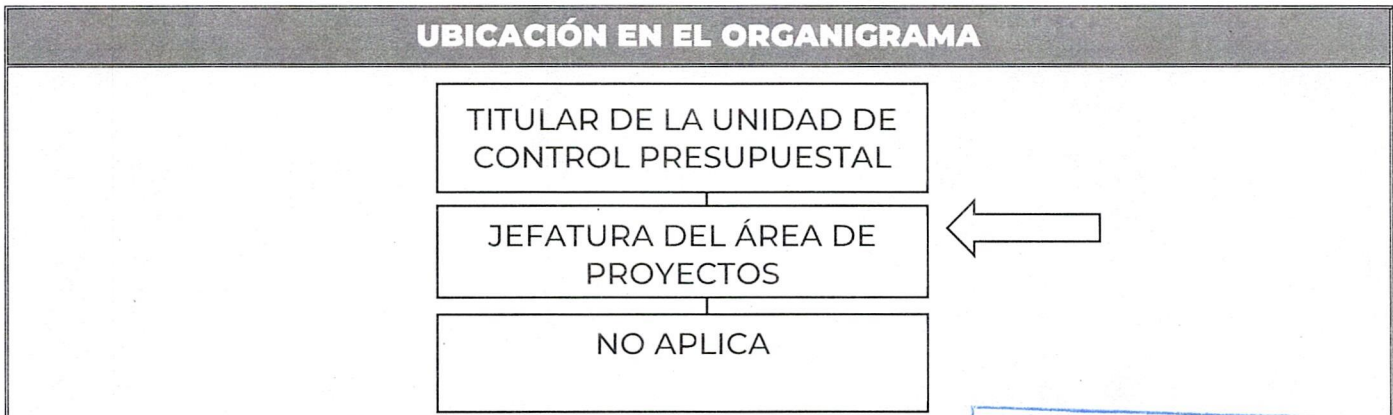 UBICACIÓN EN EL ORGANIGRAMA
TITULAR DE LA UNIDAD DE
CONTROL PRESUPUESTAL
JEFATURA DEL ÁREA DE
PROYECTOS
NO APLICA